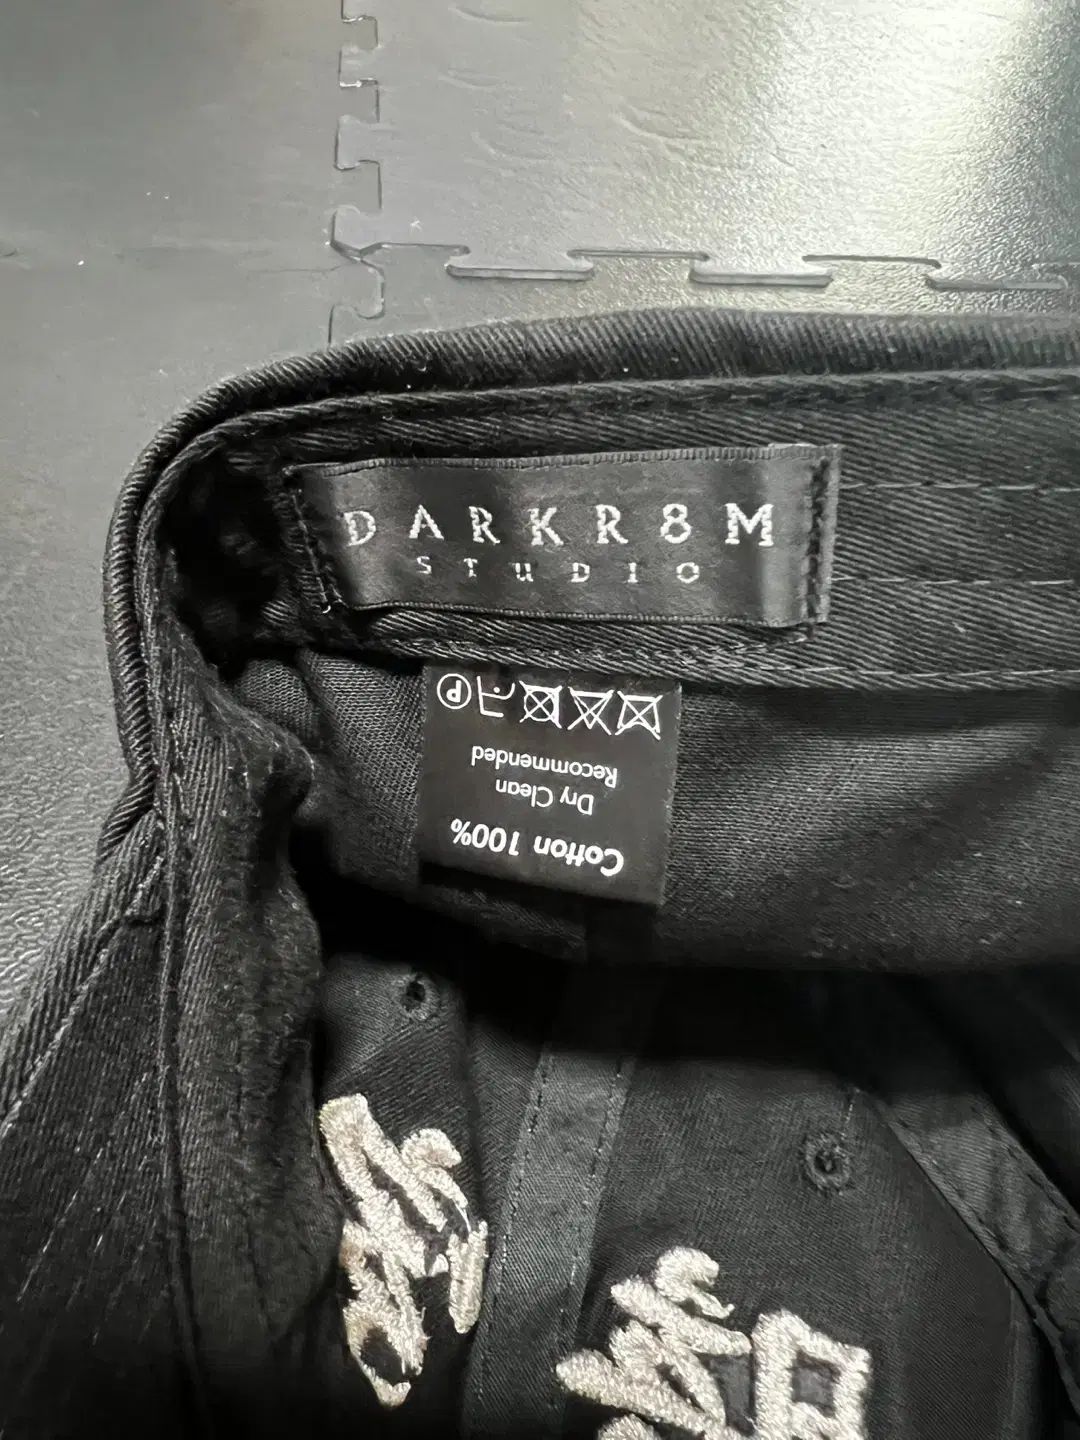 DARKR8M
STUDIO
Cotton 100%
Dry Clean
Recommended
P